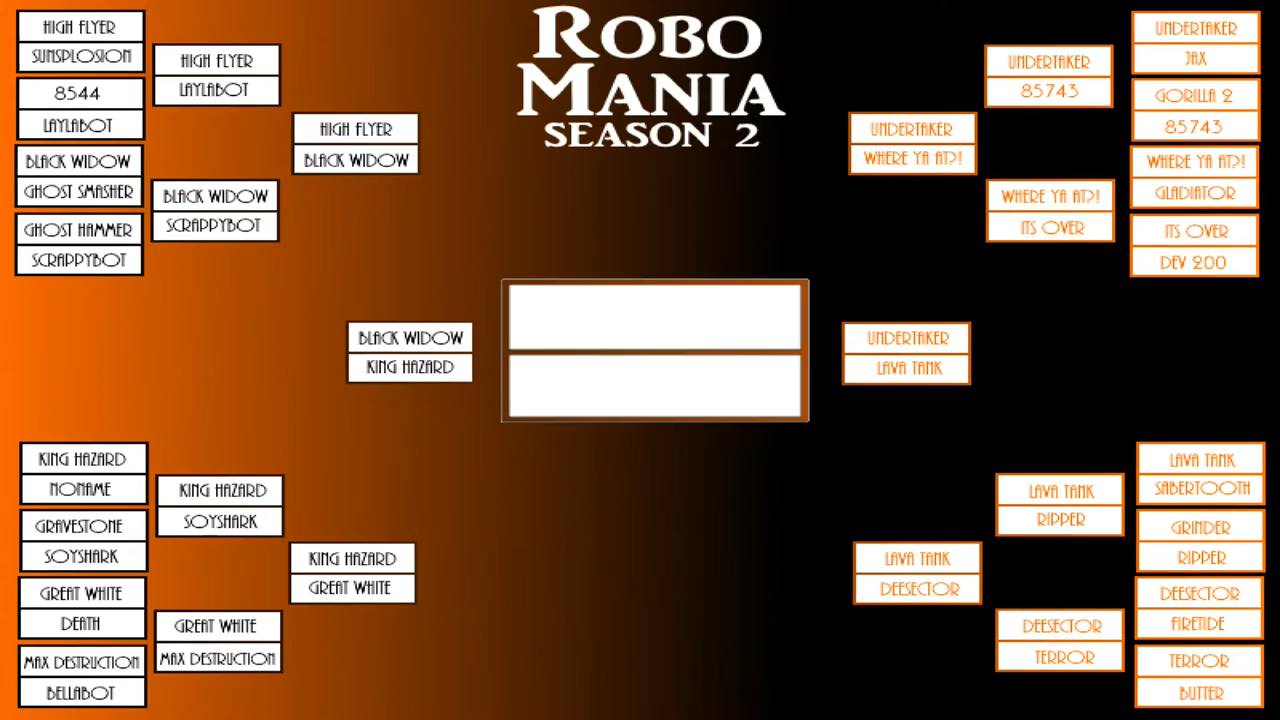 ROBO
MANIA
SEASON 2
HIGH FLYER
SUNSPLOSION
8544
LAYLABOT
BLACK WIDOW
GHOST SMASHER
GHOST HAMMER
SCRAPPYBOT
HIGH FLYER
LAYLABOT
BLACK WIDOW
SCRAPPYBOT
HIGH FLYER
BLACK WIDOW
BLACK WIDOW
KING HAZARD
KING HAZARD
NONAME
GRAVESTONE
SOYSHARK
GREAT WHITE
DEATH
MAX DESTRUCTION
BELLABOT
KING HAZARD
SOYSHARK
GREAT WHITE
MAX DESTRUCTION
KING HAZARD
GREAT WHITE
UNDERTAKER
LAVA TANK
UNDERTAKER
WHERE YA AT?!
UNDERTAKER
85743
WHERE YA AT?!
ITS OVER
UNDERTAKER
JAX
GORILLA 2
85743
WHERE YA AT?!
GLADIATOR
ITS OVER
DEV 200
LAVA TANK
DEESECTOR
LAVA TANK
RIPPER
DEESECTOR
TERROR
LAVA TANK
SABERTOOTH
GRINDER
RIPPER
DEESECTOR
FIRETIDE
TERROR
BUTTER